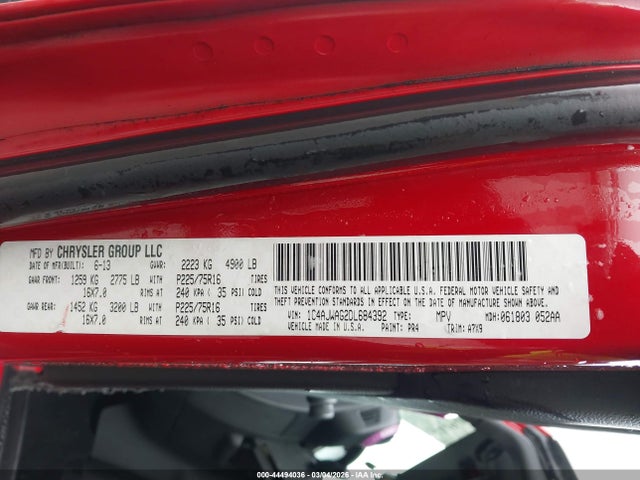 MFD BY CHRYSLER GROUP LLC
DATE OF MFR(BUILT): 6-13 GVWR: 2223 KG 4900 LB
GAWR FRONT: 1259 KG 2775 LB WITH P225/75R16 TIRES
16X7.0 RIMS AT 240 KPA ( 35 PSI) COLD
GAWR REAR: 1452 KG 3200 LB WITH P225/75R16 TIRES
16X7.0 RIMS AT 240 KPA ( 35 PSI) COLD
THIS VEHICLE CONFORMS TO ALL APPLICABLE U.S.A. FEDERAL MOTOR VEHICLE SAFETY,
BUMPER AND THEFT PREVENTION STANDARDS IN EFFECT ON THE DATE OF MANUFACTURE SHOWN ABOVE.
VIN: 1C4AJWAG2DL684392 TYPE: MPV MDH: 061803 052AA
VEHICLE MADE IN U.S.A. PAINT: PR4 TRIM: A7X9
000-44494036 - 03/04/2026 - COPYRIGHT IAA, LLC